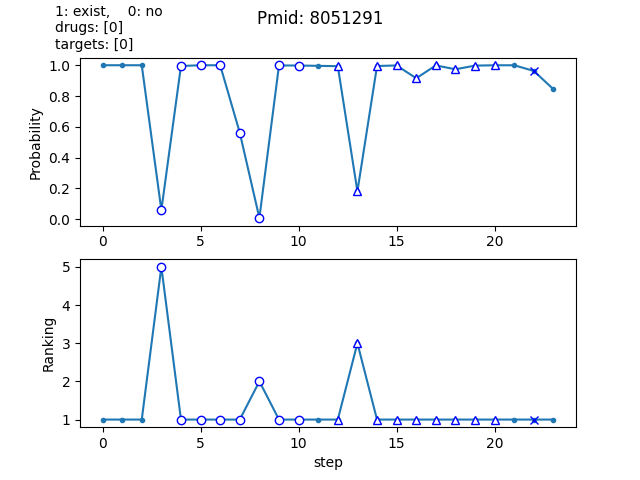 1: exist,    0: no
drugs: [0]
targets: [0]
Pmid: 8051291
1.0
0.8
0.6
0.4
0.2
0.0
Probability
0 5 10 15 20
5
4
3
2
1
Ranking
0 5 10 15 20
step